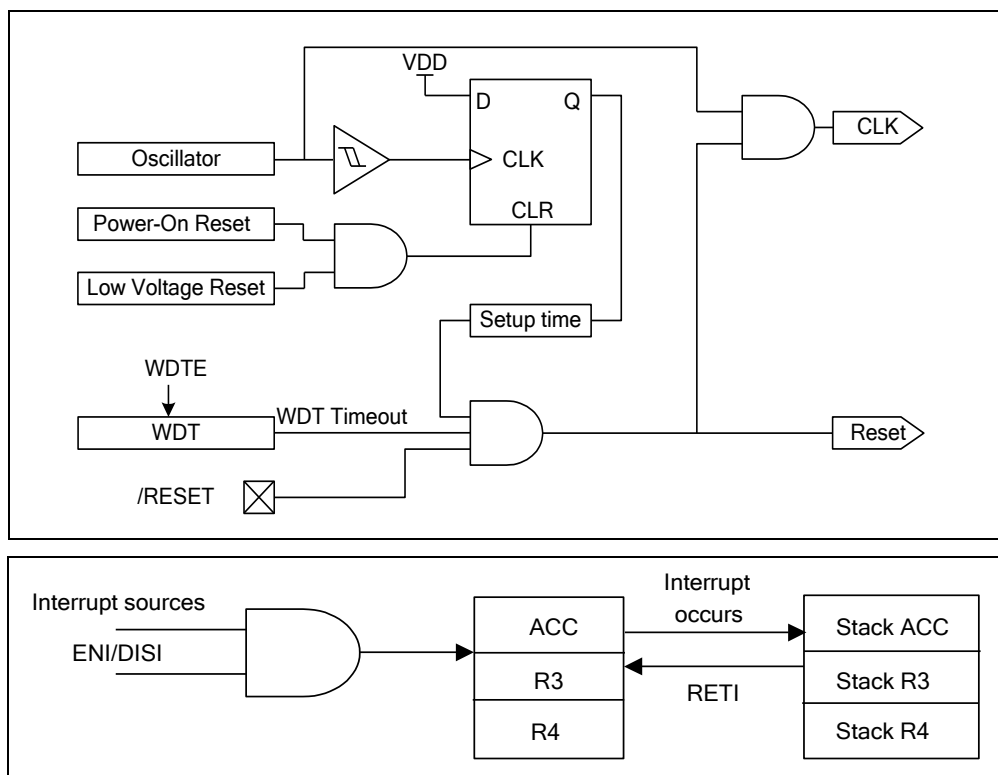 VDD
D
Q
CLK
Oscillator
CLK
Power-On Reset
CLR
Low Voltage Reset
Setup time
WDTE
WDT Timeout
WDT
Reset
/RESET
Interrupt sources
ENI/DISI
ACC
R3
R4
Interrupt
occurs
RETI
Stack ACC
Stack R3
Stack R4